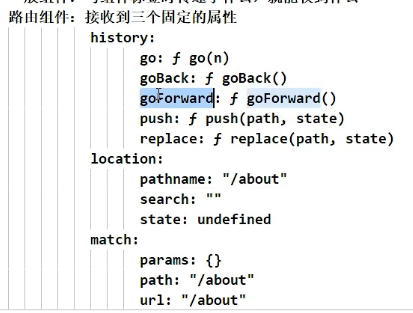 路由组件：接收到三个固定的属性
history:
go: ƒ go(n)
goBack: ƒ goBack()
goForward: ƒ goForward()
push: ƒ push(path, state)
replace: ƒ replace(path, state)
location:
pathname: "/about"
search: ""
state: undefined
match:
params: {}
path: "/about"
url: "/about"